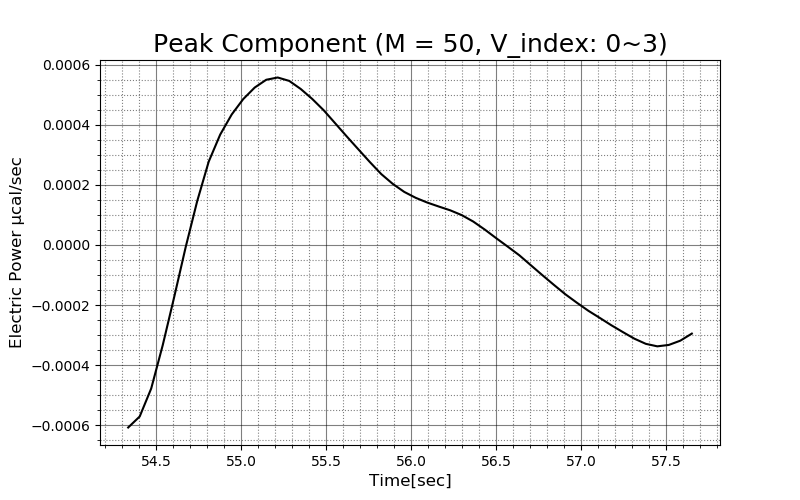 Peak Component (M = 50, V_index: 0~3)
Electric Power μcal/sec
0.0006
0.0004
0.0002
0.0000
−0.0002
−0.0004
−0.0006
54.5 55.0 55.5 56.0 56.5 57.0 57.5
Time[sec]